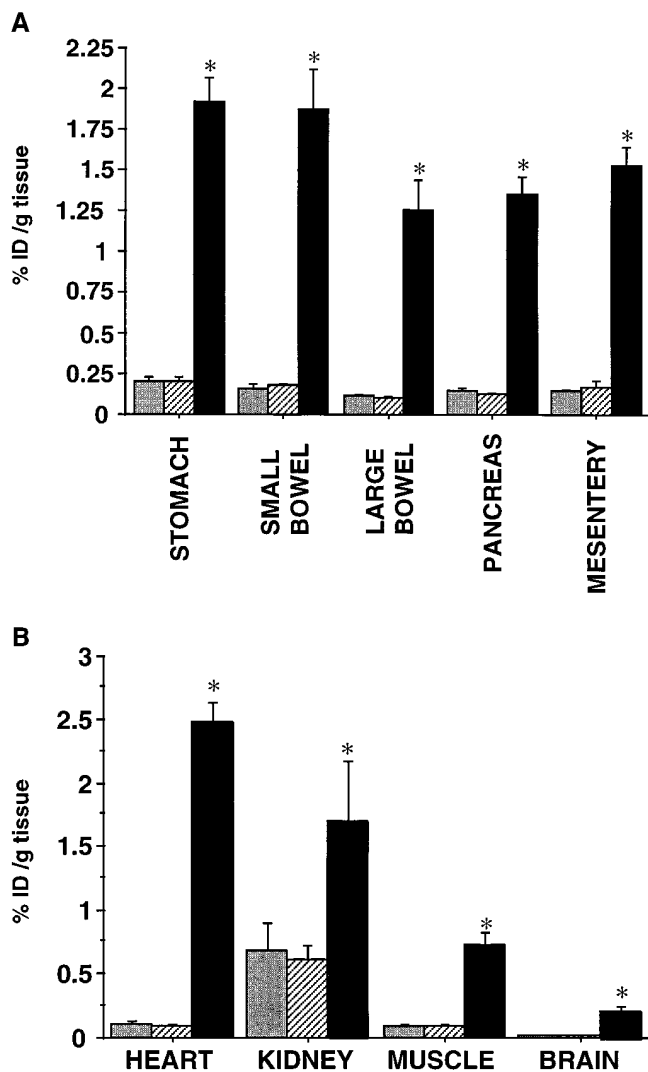 A
% ID /g tissue
2.25
2
1.75
1.5
1.25
1
0.75
0.5
0.25
0
* * * * *
STOMACH
SMALL
BOWEL
LARGE
BOWEL
PANCREAS
MESENTERY
B
% ID /g tissue
3
2.5
2
1.5
1
0.5
0
* * * *
HEART KIDNEY MUSCLE BRAIN